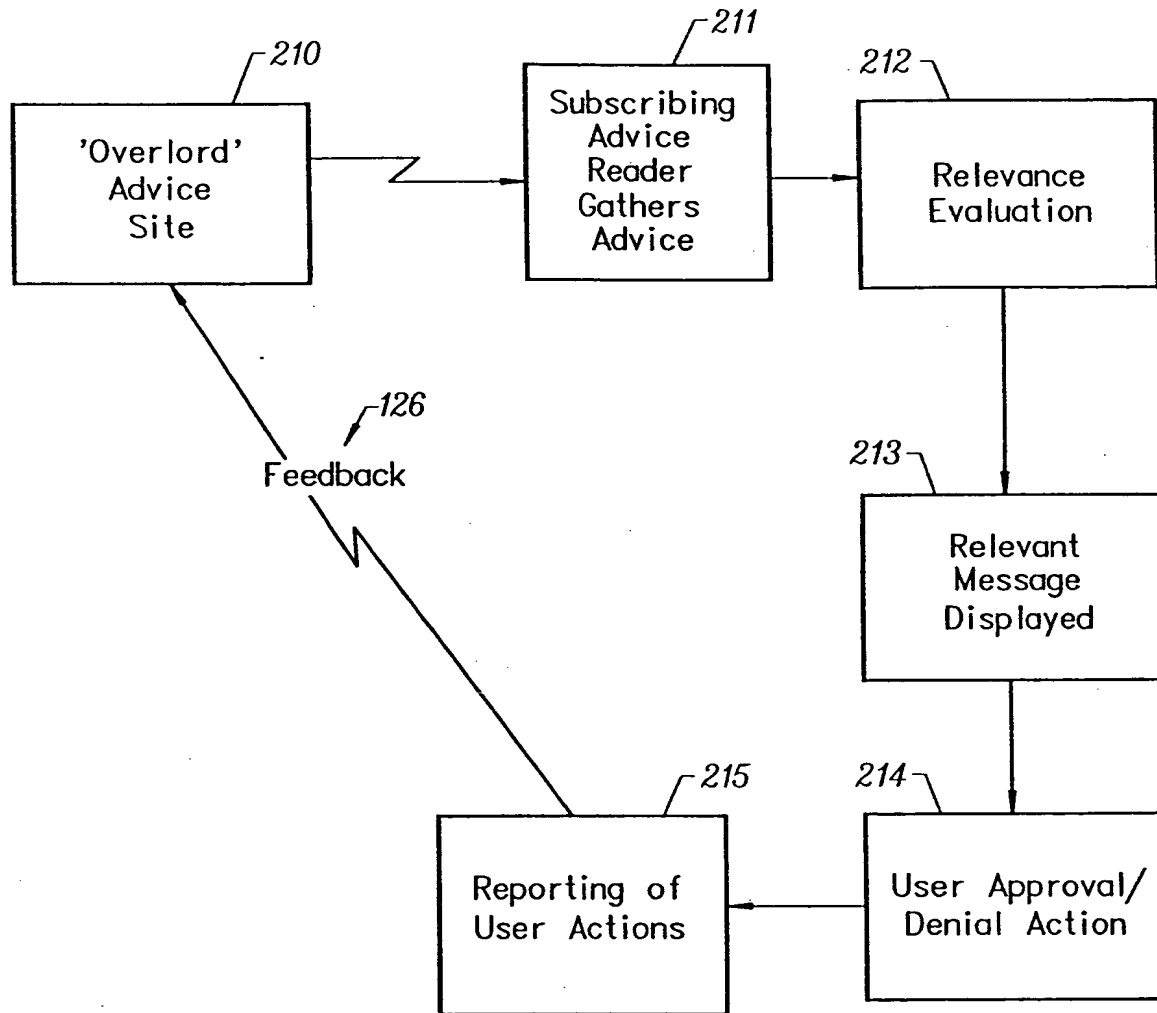 210
'Overlord'
Advice
Site
211
Subscribing
Advice
Reader
Gathers
Advice
212
Relevance
Evaluation
126
Feedback
213
Relevant
Message
Displayed
215
Reporting of
User Actions
214
User Approval/
Denial Action